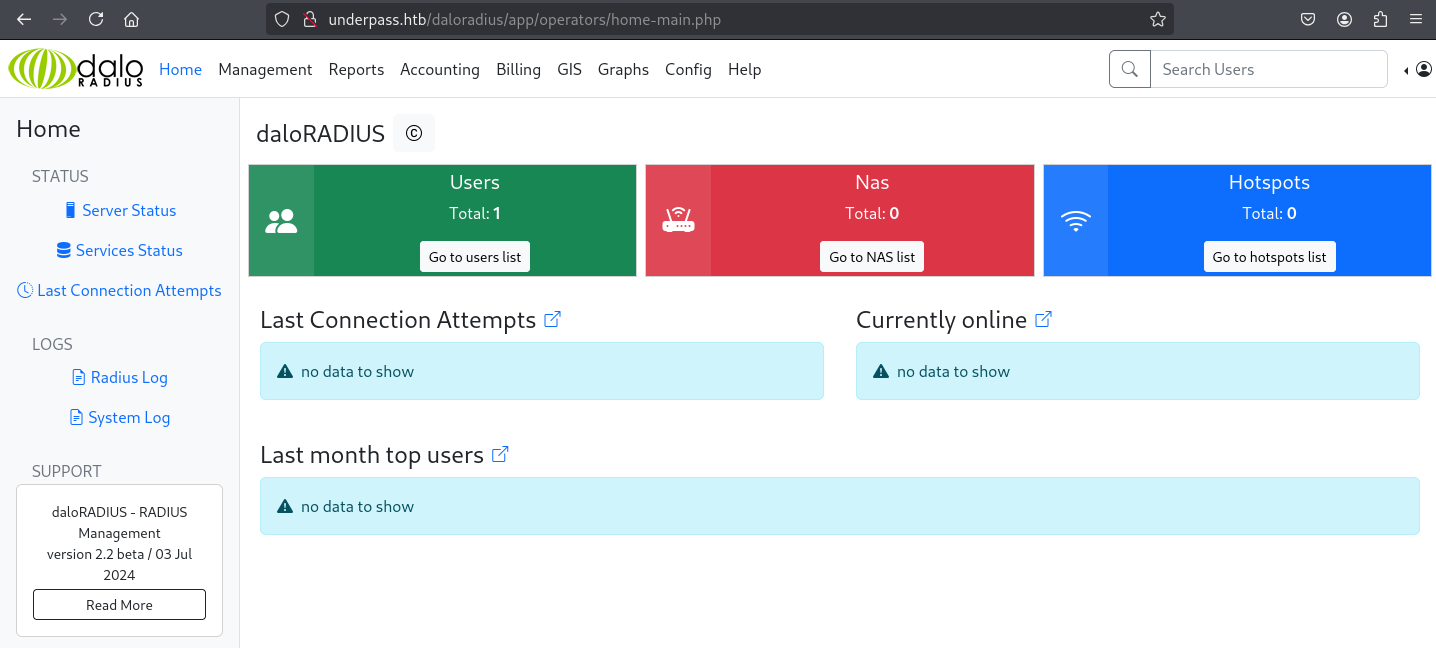 underpass.htb/daloradius/app/operators/home-main.php
dalo
RADIUS
Home Management Reports Accounting Billing GIS Graphs Config Help
Search Users
Home
STATUS
Server Status
Services Status
Last Connection Attempts
LOGS
Radius Log
System Log
SUPPORT
daloRADIUS - RADIUS
Management
version 2.2 beta / 03 Jul
2024
Read More
daloRADIUS ©
Users
Total: 1
Go to users list
Nas
Total: 0
Go to NAS list
Hotspots
Total: 0
Go to hotspots list
Last Connection Attempts
no data to show
Currently online
no data to show
Last month top users
no data to show